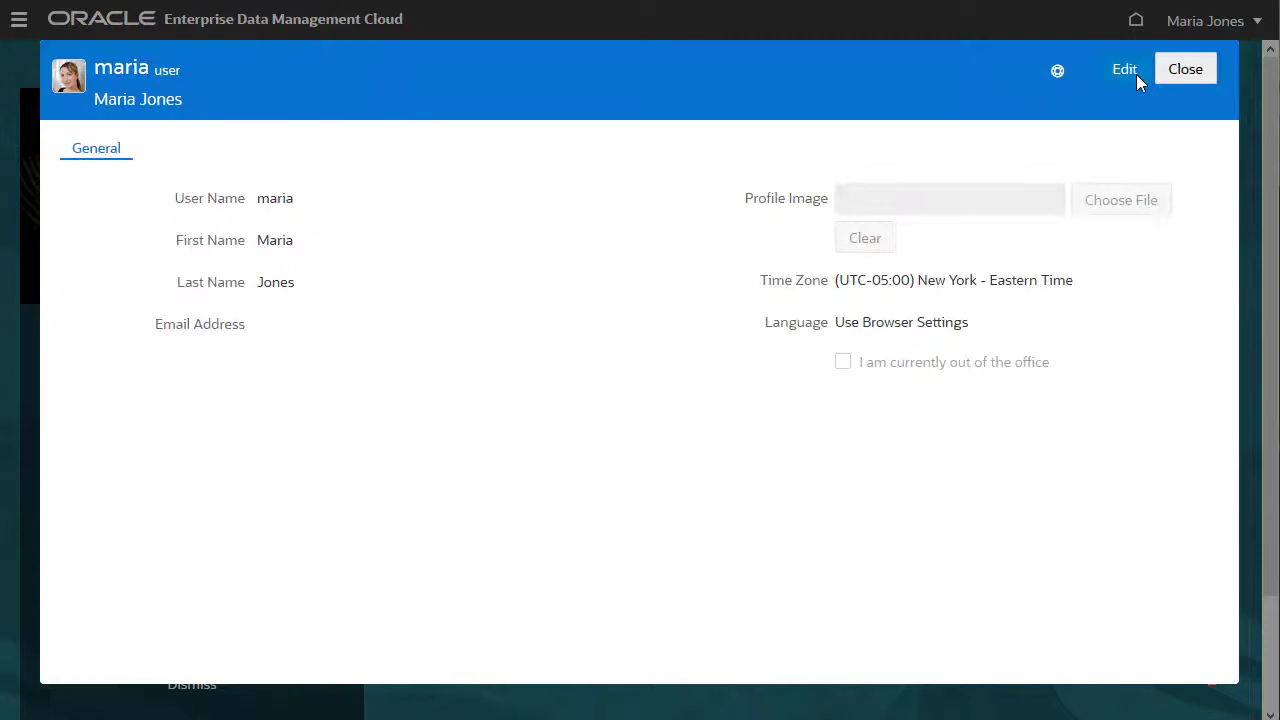 ORACLE Enterprise Data Management Cloud
Maria Jones
maria user
Maria Jones
Edit
Close
General
User Name maria
First Name Maria
Last Name Jones
Email Address
Profile Image
Choose File
Clear
Time Zone (UTC-05:00) New York - Eastern Time
Language Use Browser Settings
I am currently out of the office
Dismiss